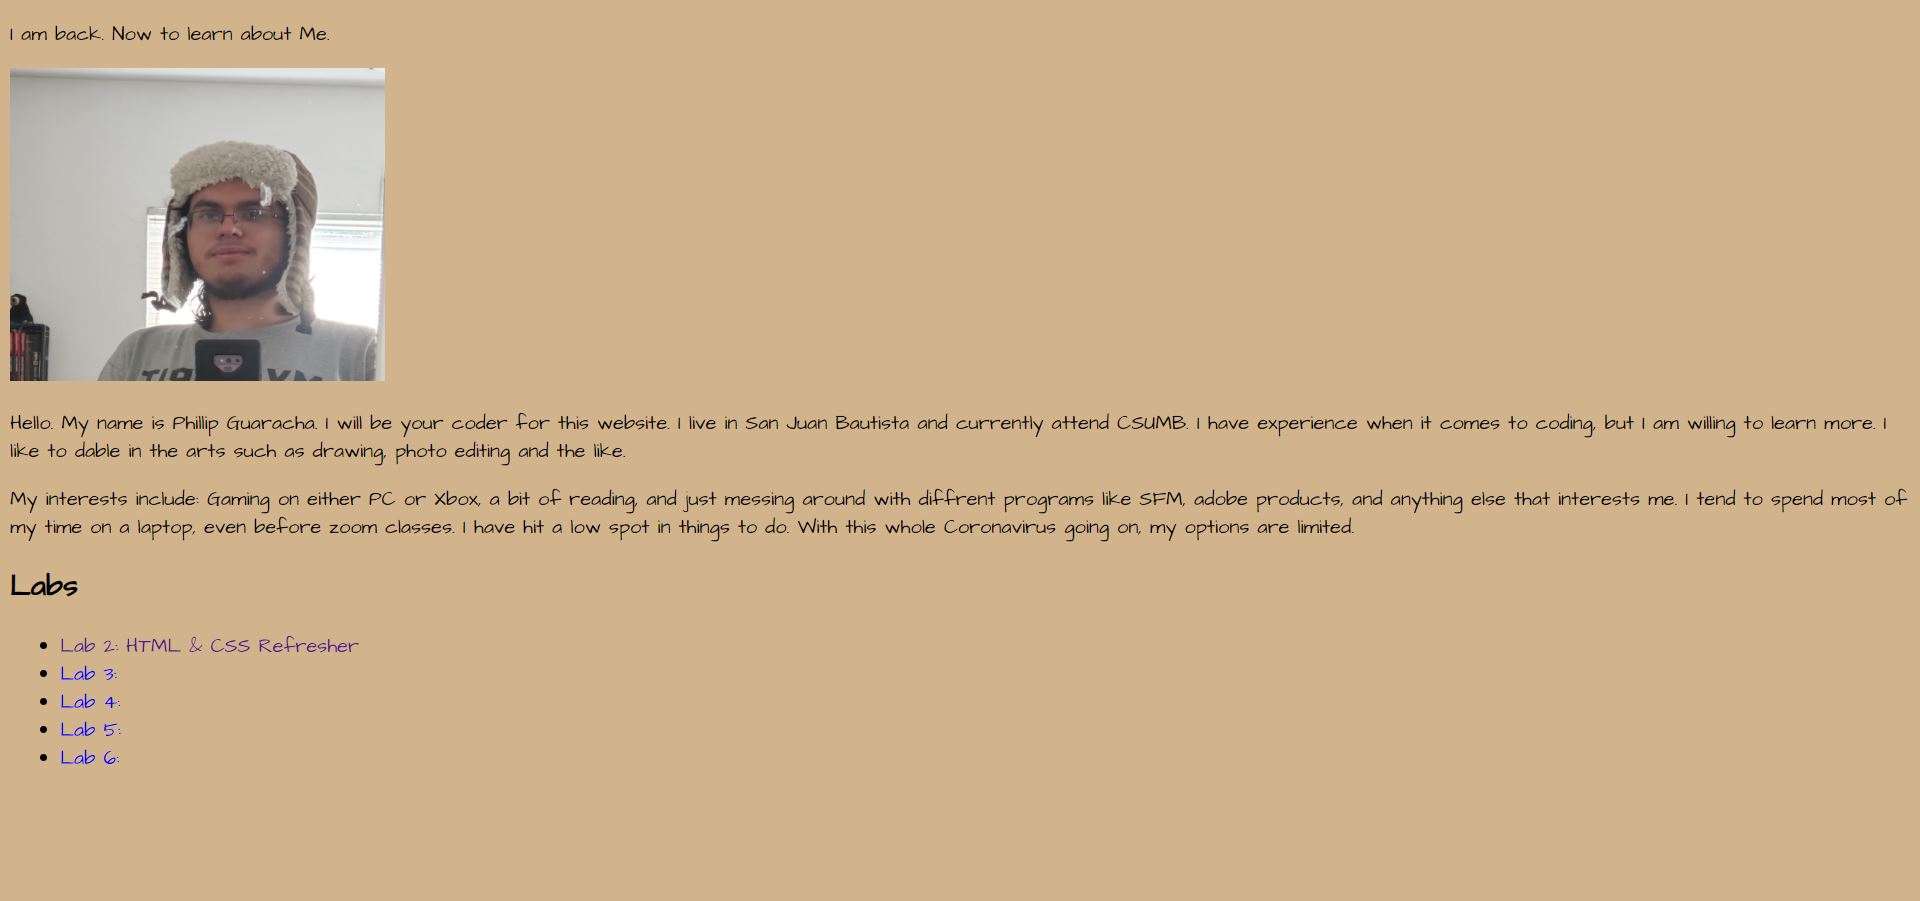 I am back. Now to learn about Me.
Hello. My name is Phillip Guaracha. I will be your coder for this website. I live in San Juan Bautista and currently attend CSUMB. I have experience when it comes to coding, but I am willing to learn more. I
like to dable in the arts such as drawing, photo editing and the like.
My interests include: Gaming on either PC or Xbox, a bit of reading, and just messing around with diffrent programs like SFM, adobe products, and anything else that interests me. I tend to spend most of
my time on a laptop, even before zoom classes. I have hit a low spot in things to do. With this whole Coronavirus going on, my options are limited.
Labs
Lab 2: HTML & CSS Refresher
Lab 3:
Lab 4:
Lab 5:
Lab 6: